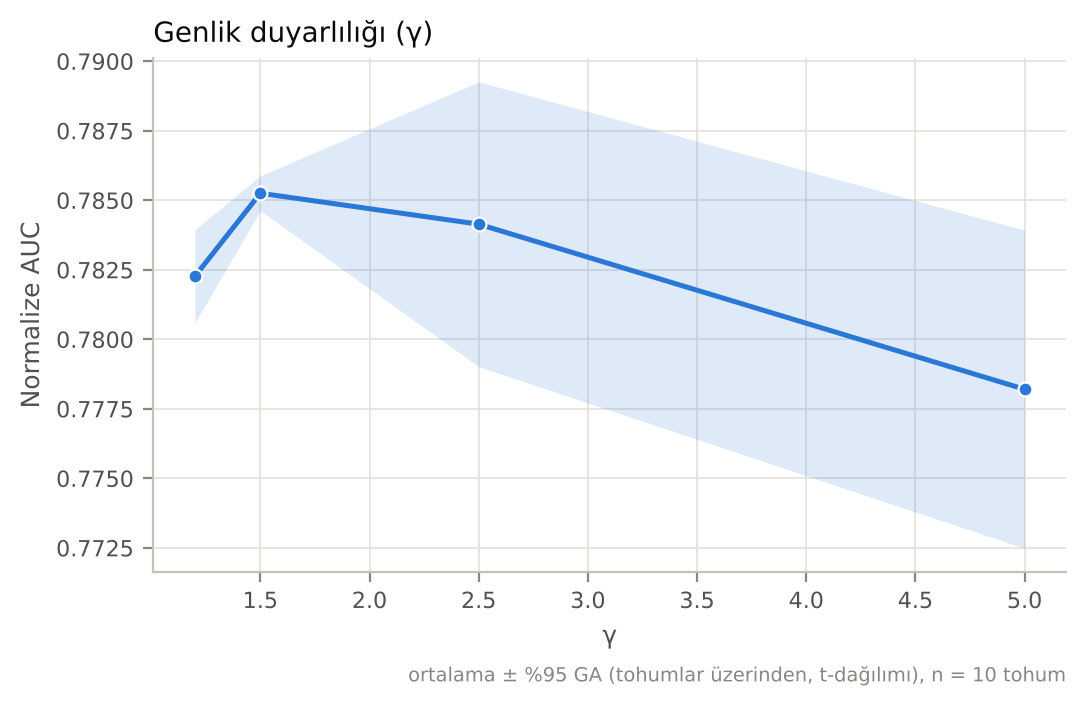 Genlik duyarlılığı (γ)
0.7900
0.7875
0.7850
0.7825
0.7800
0.7775
0.7750
0.7725
Normalize AUC
1.5 2.0 2.5 3.0 3.5 4.0 4.5 5.0
γ
ortalama ± %95 GA (tohumlar üzerinden, t-dağılımı), n = 10 tohum